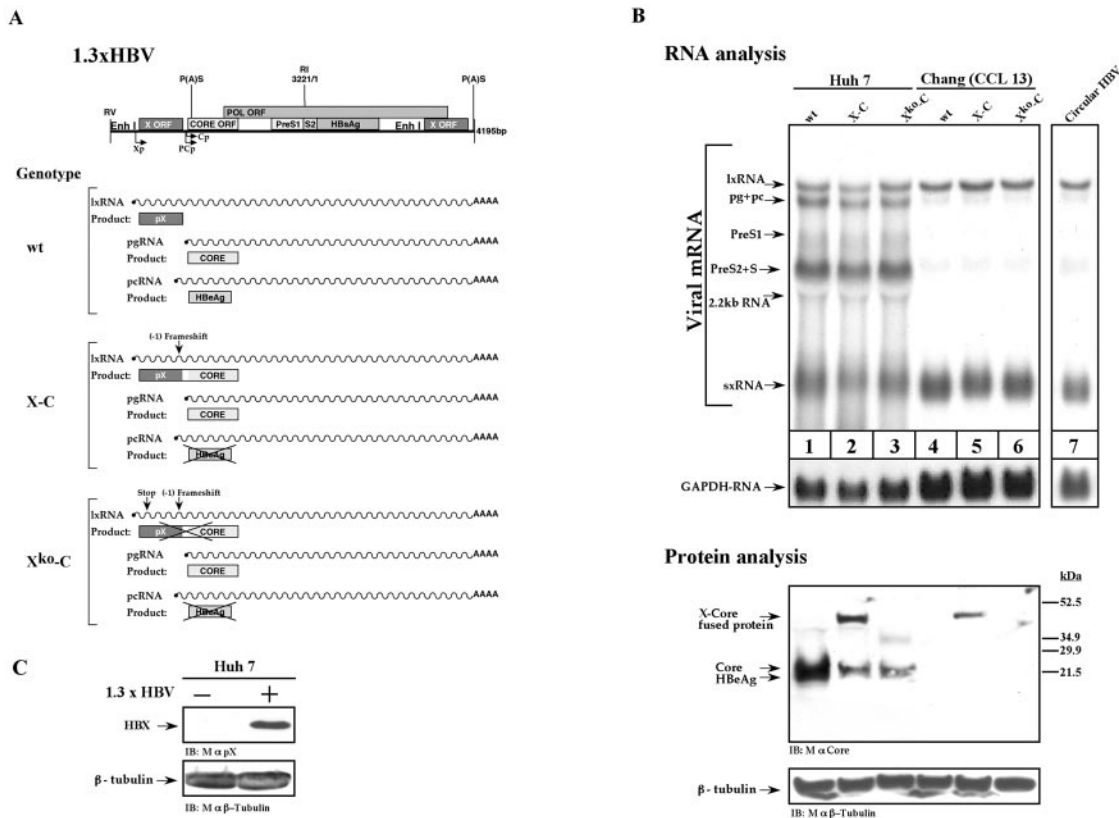 A
1.3xHBV
P(A)S
RI
3221/1
P(A)S
RV
POL ORF
Enh I
X ORF
CORE ORF
PreS1
S2
HBsAg
Enh I
X ORF
4195bp
Xp
Cp
PCp
Genotype
wt
lxRNA
AAAA
Product:
pX
pgRNA
AAAA
Product:
CORE
pcRNA
AAAA
Product:
HBeAg
X-C
(-1) Frameshift
lxRNA
AAAA
Product:
pX
CORE
pgRNA
AAAA
Product:
CORE
pcRNA
AAAA
Product:
HBeAg
Xko-C
Stop
(-1) Frameshift
lxRNA
AAAA
Product:
pX
CORE
pgRNA
AAAA
Product:
CORE
pcRNA
AAAA
Product:
HBeAg
B
RNA analysis
Huh 7
Chang (CCL 13)
wt
X-C
Xko-C
wt
X-C
Xko-C
Circular HBV
Viral mRNA
lxRNA
pg+pc
PreS1
PreS2+S
2.2kb RNA
sxRNA
1 2 3 4 5 6 7
GAPDH-RNA
Protein analysis
kDa
X-Core
fused protein
Core
HBeAg
52.5
34.9
29.9
21.5
IB: M α Core
β - tubulin
IB: M α β-Tubulin
C
Huh 7
1.3 x HBV
—
+
HBX
IB: M α pX
β - tubulin
IB: M α β-Tubulin